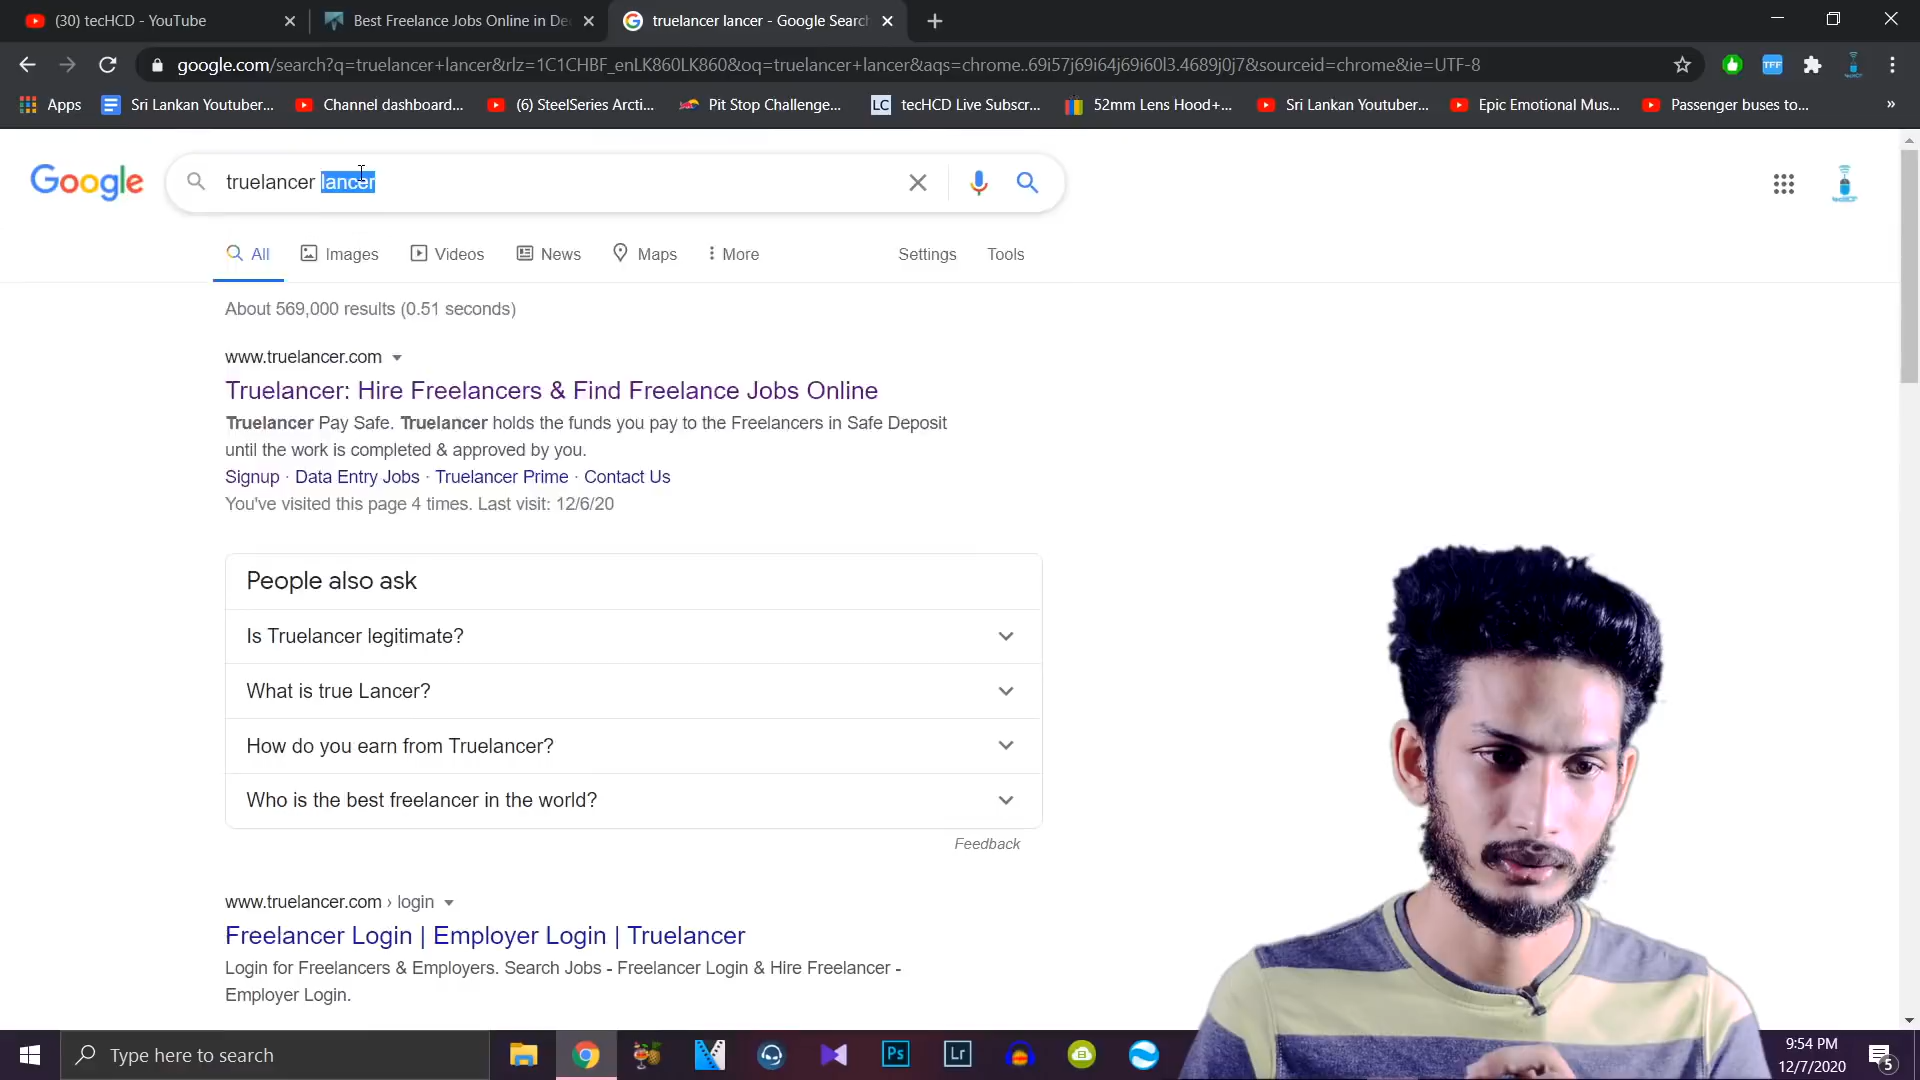 (30) tecHCD - YouTube
Best Freelance Jobs Online in De
truelancer lancer - Google Search
google.com/search?q=truelancer+lancer&rlz=1C1CHBF_enLK860LK860&oq=truelancer+lancer&aqs=chrome..69i57j69i64j69i60l3.4689j0j7&sourceid=chrome&ie=UTF-8
TFF
Apps
Sri Lankan Youtuber...
Channel dashboard...
(6) SteelSeries Arcti...
Pit Stop Challenge...
LC tecHCD Live Subscr...
52mm Lens Hood+...
Sri Lankan Youtuber...
Epic Emotional Mus...
Passenger buses to...
»
Google
truelancer lancer
All
Images
Videos
News
Maps
More
Settings
Tools
About 569,000 results (0.51 seconds)
www.truelancer.com
Truelancer: Hire Freelancers & Find Freelance Jobs Online
Truelancer Pay Safe. Truelancer holds the funds you pay to the Freelancers in Safe Deposit
until the work is completed & approved by you.
Signup · Data Entry Jobs · Truelancer Prime · Contact Us
You've visited this page 4 times. Last visit: 12/6/20
People also ask
Is Truelancer legitimate?
What is true Lancer?
How do you earn from Truelancer?
Who is the best freelancer in the world?
Feedback
www.truelancer.com › login
Freelancer Login | Employer Login | Truelancer
Login for Freelancers & Employers. Search Jobs - Freelancer Login & Hire Freelancer -
Employer Login.
Type here to search
Ps
Lr
9:54 PM
12/7/2020
5